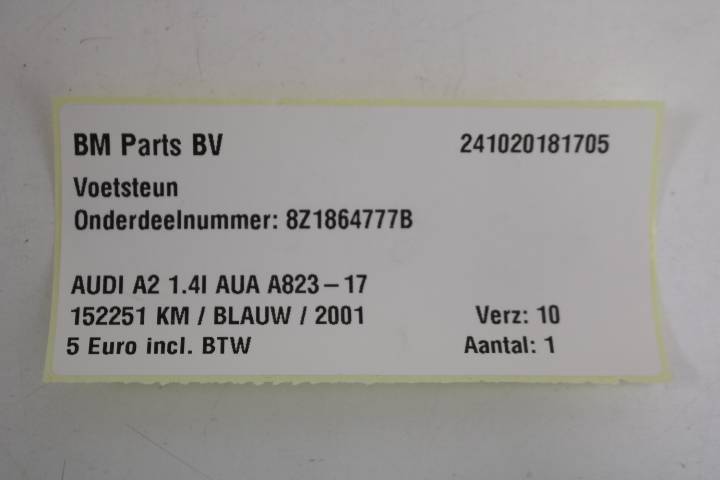 BM Parts BV 241020181705
Voetsteun
Onderdeelnummer: 8Z1864777B
AUDI A2 1.4I AUA A823-17
152251 KM / BLAUW / 2001 Verz: 10
5 Euro incl. BTW Aantal: 1